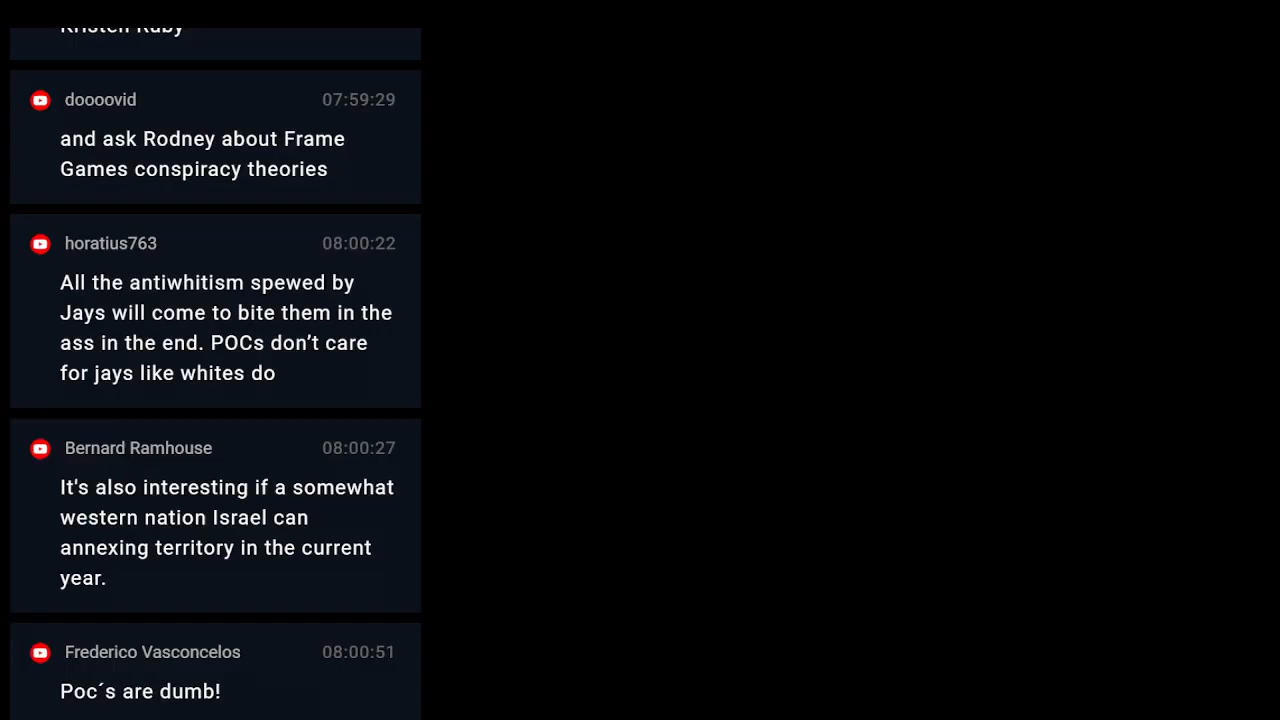 Kristen Ruby
doooovid 07:59:29
and ask Rodney about Frame
Games conspiracy theories
horatius763 08:00:22
All the antiwhitism spewed by
Jays will come to bite them in the
ass in the end. POCs don’t care
for jays like whites do
Bernard Ramhouse 08:00:27
It's also interesting if a somewhat
western nation Israel can
annexing territory in the current
year.
Frederico Vasconcelos 08:00:51
Poc´s are dumb!